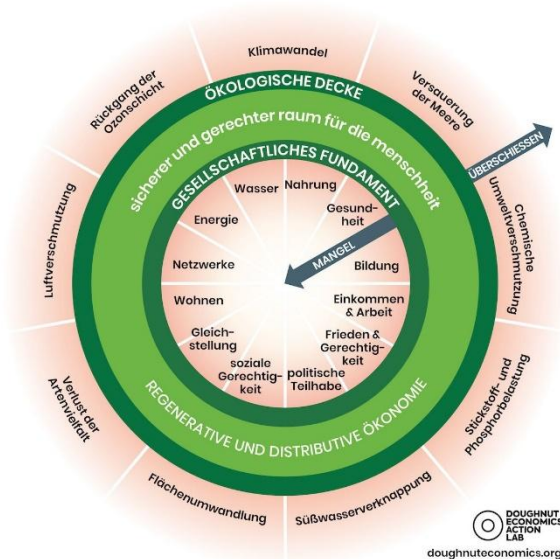 Klimawandel
Versauerung
der Meere
Chemische
Umweltverschmutzung
Stickstoff- und
Phosphorbelastung
Süßwasserverknappung
Flächenumwandlung
Verlust der
Artenvielfalt
Luftverschmutzung
Rückgang der
Ozonschicht
ÖKOLOGISCHE DECKE
sicherer und gerechter raum für die menschheit
GESELLSCHAFTLICHES FUNDAMENT
ÜBERSCHIESSEN
MANGEL
Wasser
Nahrung
Gesund-
heit
Bildung
Einkommen
& Arbeit
Frieden &
Gerechtig-
keit
politische
Teilhabe
soziale
Gerechtig-
keit
Gleich-
stellung
Wohnen
Netzwerke
Energie
REGENERATIVE UND DISTRIBUTIVE ÖKONOMIE
DOUGHNUT
ECONOMICS
ACTION
LAB
doughnuteconomics.org